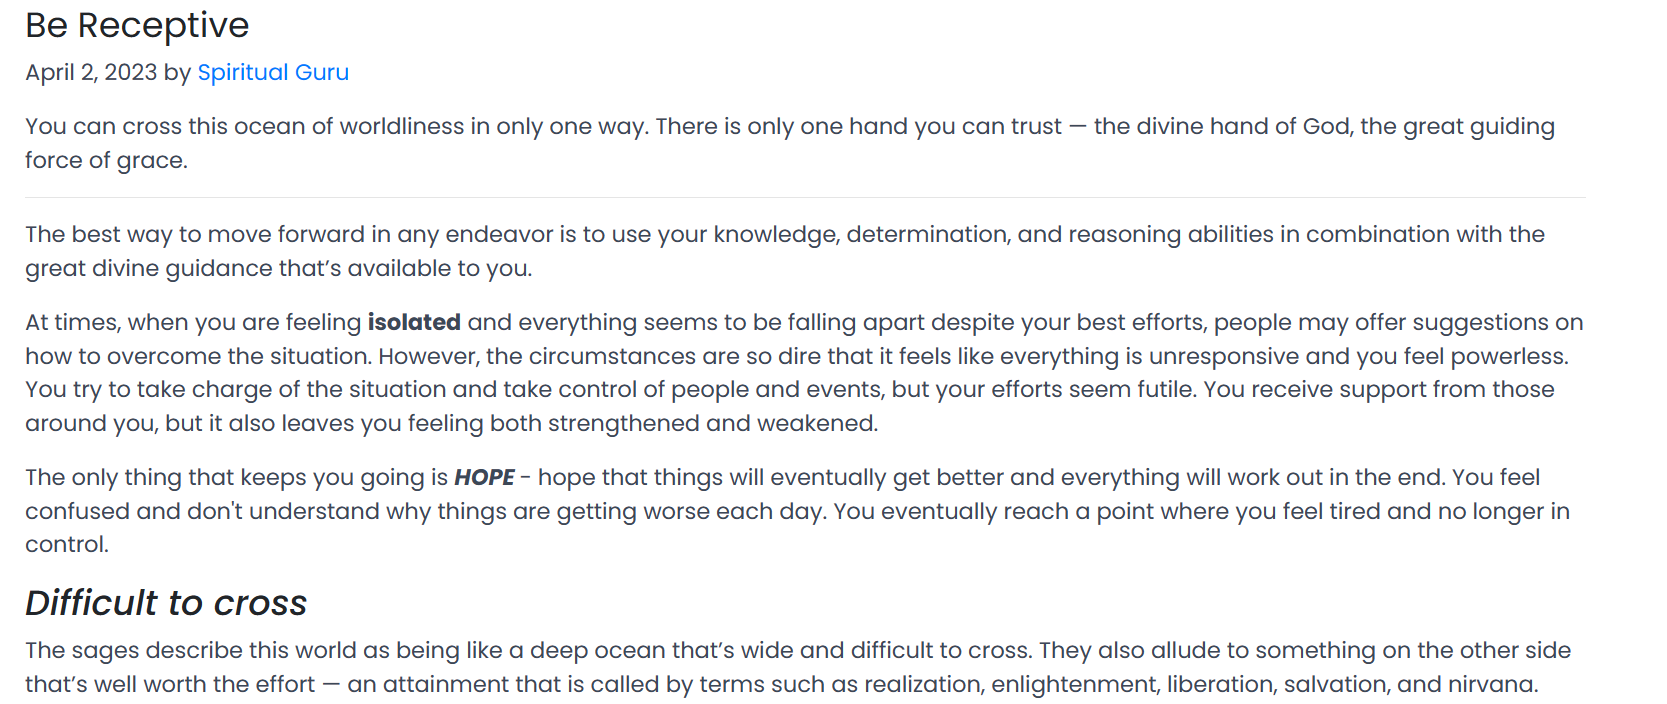 Be Receptive
April 2, 2023 by Spiritual Guru
You can cross this ocean of worldliness in only one way. There is only one hand you can trust — the divine hand of God, the great guiding
force of grace.
The best way to move forward in any endeavor is to use your knowledge, determination, and reasoning abilities in combination with the
great divine guidance that’s available to you.
At times, when you are feeling isolated and everything seems to be falling apart despite your best efforts, people may offer suggestions on
how to overcome the situation. However, the circumstances are so dire that it feels like everything is unresponsive and you feel powerless.
You try to take charge of the situation and take control of people and events, but your efforts seem futile. You receive support from those
around you, but it also leaves you feeling both strengthened and weakened.
The only thing that keeps you going is HOPE - hope that things will eventually get better and everything will work out in the end. You feel
confused and don't understand why things are getting worse each day. You eventually reach a point where you feel tired and no longer in
control.
Difficult to cross
The sages describe this world as being like a deep ocean that’s wide and difficult to cross. They also allude to something on the other side
that’s well worth the effort — an attainment that is called by terms such as realization, enlightenment, liberation, salvation, and nirvana.